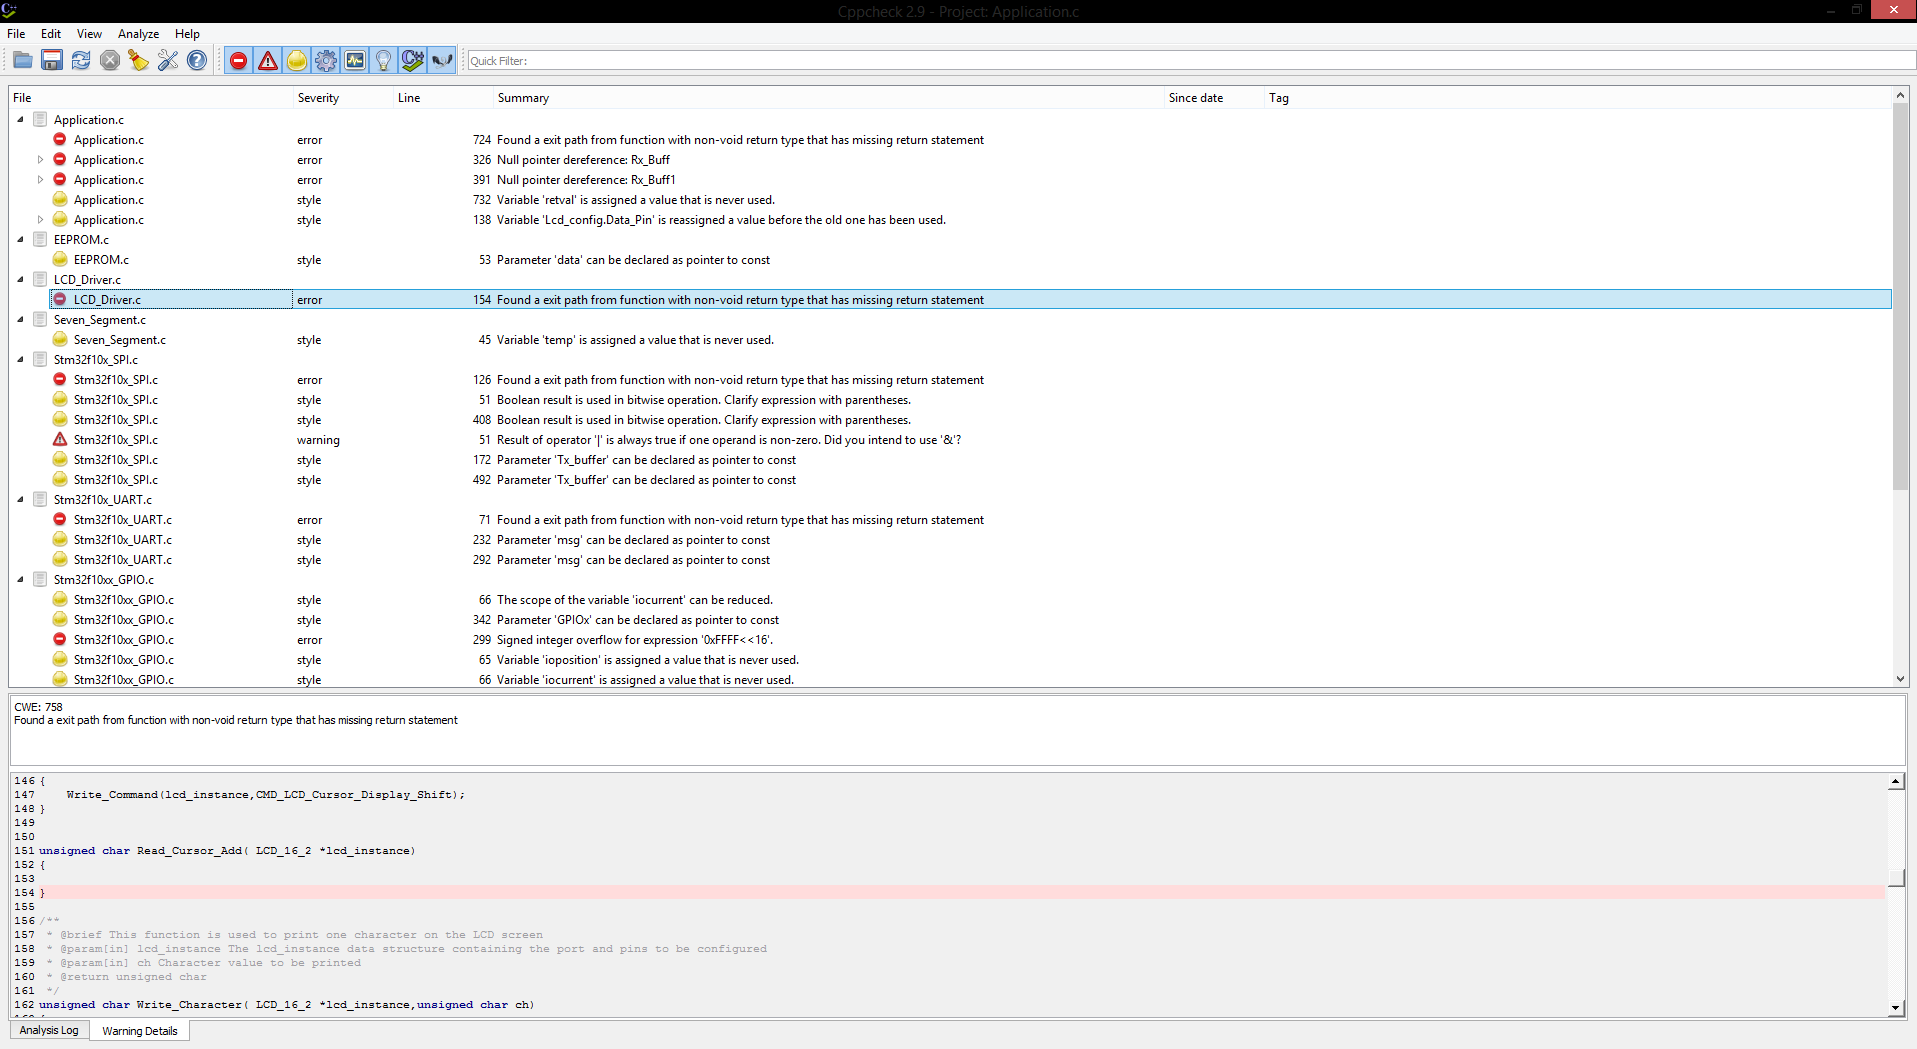 Cppcheck 2.9 - Project: Application.c
File Edit View Analyze Help
Quick Filter:
File Severity Line Summary Since date Tag
Application.c
Application.c error 724 Found a exit path from function with non-void return type that has missing return statement
Application.c error 326 Null pointer dereference: Rx_Buff
Application.c error 391 Null pointer dereference: Rx_Buff1
Application.c style 732 Variable 'retval' is assigned a value that is never used.
Application.c style 138 Variable 'Lcd_config.Data_Pin' is reassigned a value before the old one has been used.
EEPROM.c
EEPROM.c style 53 Parameter 'data' can be declared as pointer to const
LCD_Driver.c
LCD_Driver.c error 154 Found a exit path from function with non-void return type that has missing return statement
Seven_Segment.c
Seven_Segment.c style 45 Variable 'temp' is assigned a value that is never used.
Stm32f10x_SPI.c
Stm32f10x_SPI.c error 126 Found a exit path from function with non-void return type that has missing return statement
Stm32f10x_SPI.c style 51 Boolean result is used in bitwise operation. Clarify expression with parentheses.
Stm32f10x_SPI.c style 408 Boolean result is used in bitwise operation. Clarify expression with parentheses.
Stm32f10x_SPI.c warning 51 Result of operator '|' is always true if one operand is non-zero. Did you intend to use '&'?
Stm32f10x_SPI.c style 172 Parameter 'Tx_buffer' can be declared as pointer to const
Stm32f10x_SPI.c style 492 Parameter 'Tx_buffer' can be declared as pointer to const
Stm32f10x_UART.c
Stm32f10x_UART.c error 71 Found a exit path from function with non-void return type that has missing return statement
Stm32f10x_UART.c style 232 Parameter 'msg' can be declared as pointer to const
Stm32f10x_UART.c style 292 Parameter 'msg' can be declared as pointer to const
Stm32f10xx_GPIO.c
Stm32f10xx_GPIO.c style 66 The scope of the variable 'iocurrent' can be reduced.
Stm32f10xx_GPIO.c style 342 Parameter 'GPIOx' can be declared as pointer to const
Stm32f10xx_GPIO.c error 299 Signed integer overflow for expression '0xFFFF<<16'.
Stm32f10xx_GPIO.c style 65 Variable 'ioposition' is assigned a value that is never used.
Stm32f10xx_GPIO.c style 66 Variable 'iocurrent' is assigned a value that is never used.
CWE: 758
Found a exit path from function with non-void return type that has missing return statement
146 {
147     Write_Command(lcd_instance,CMD_LCD_Cursor_Display_Shift);
148 }
149
150
151 unsigned char Read_Cursor_Add( LCD_16_2 *lcd_instance)
152 {
153
154 }
155
156 /**
157  * @brief This function is used to print one character on the LCD screen
158  * @param[in] lcd_instance The lcd_instance data structure containing the port and pins to be configured
159  * @param[in] ch Character value to be printed
160  * @return unsigned char
161  */
162 unsigned char Write_Character( LCD_16_2 *lcd_instance,unsigned char ch)
Analysis Log Warning Details